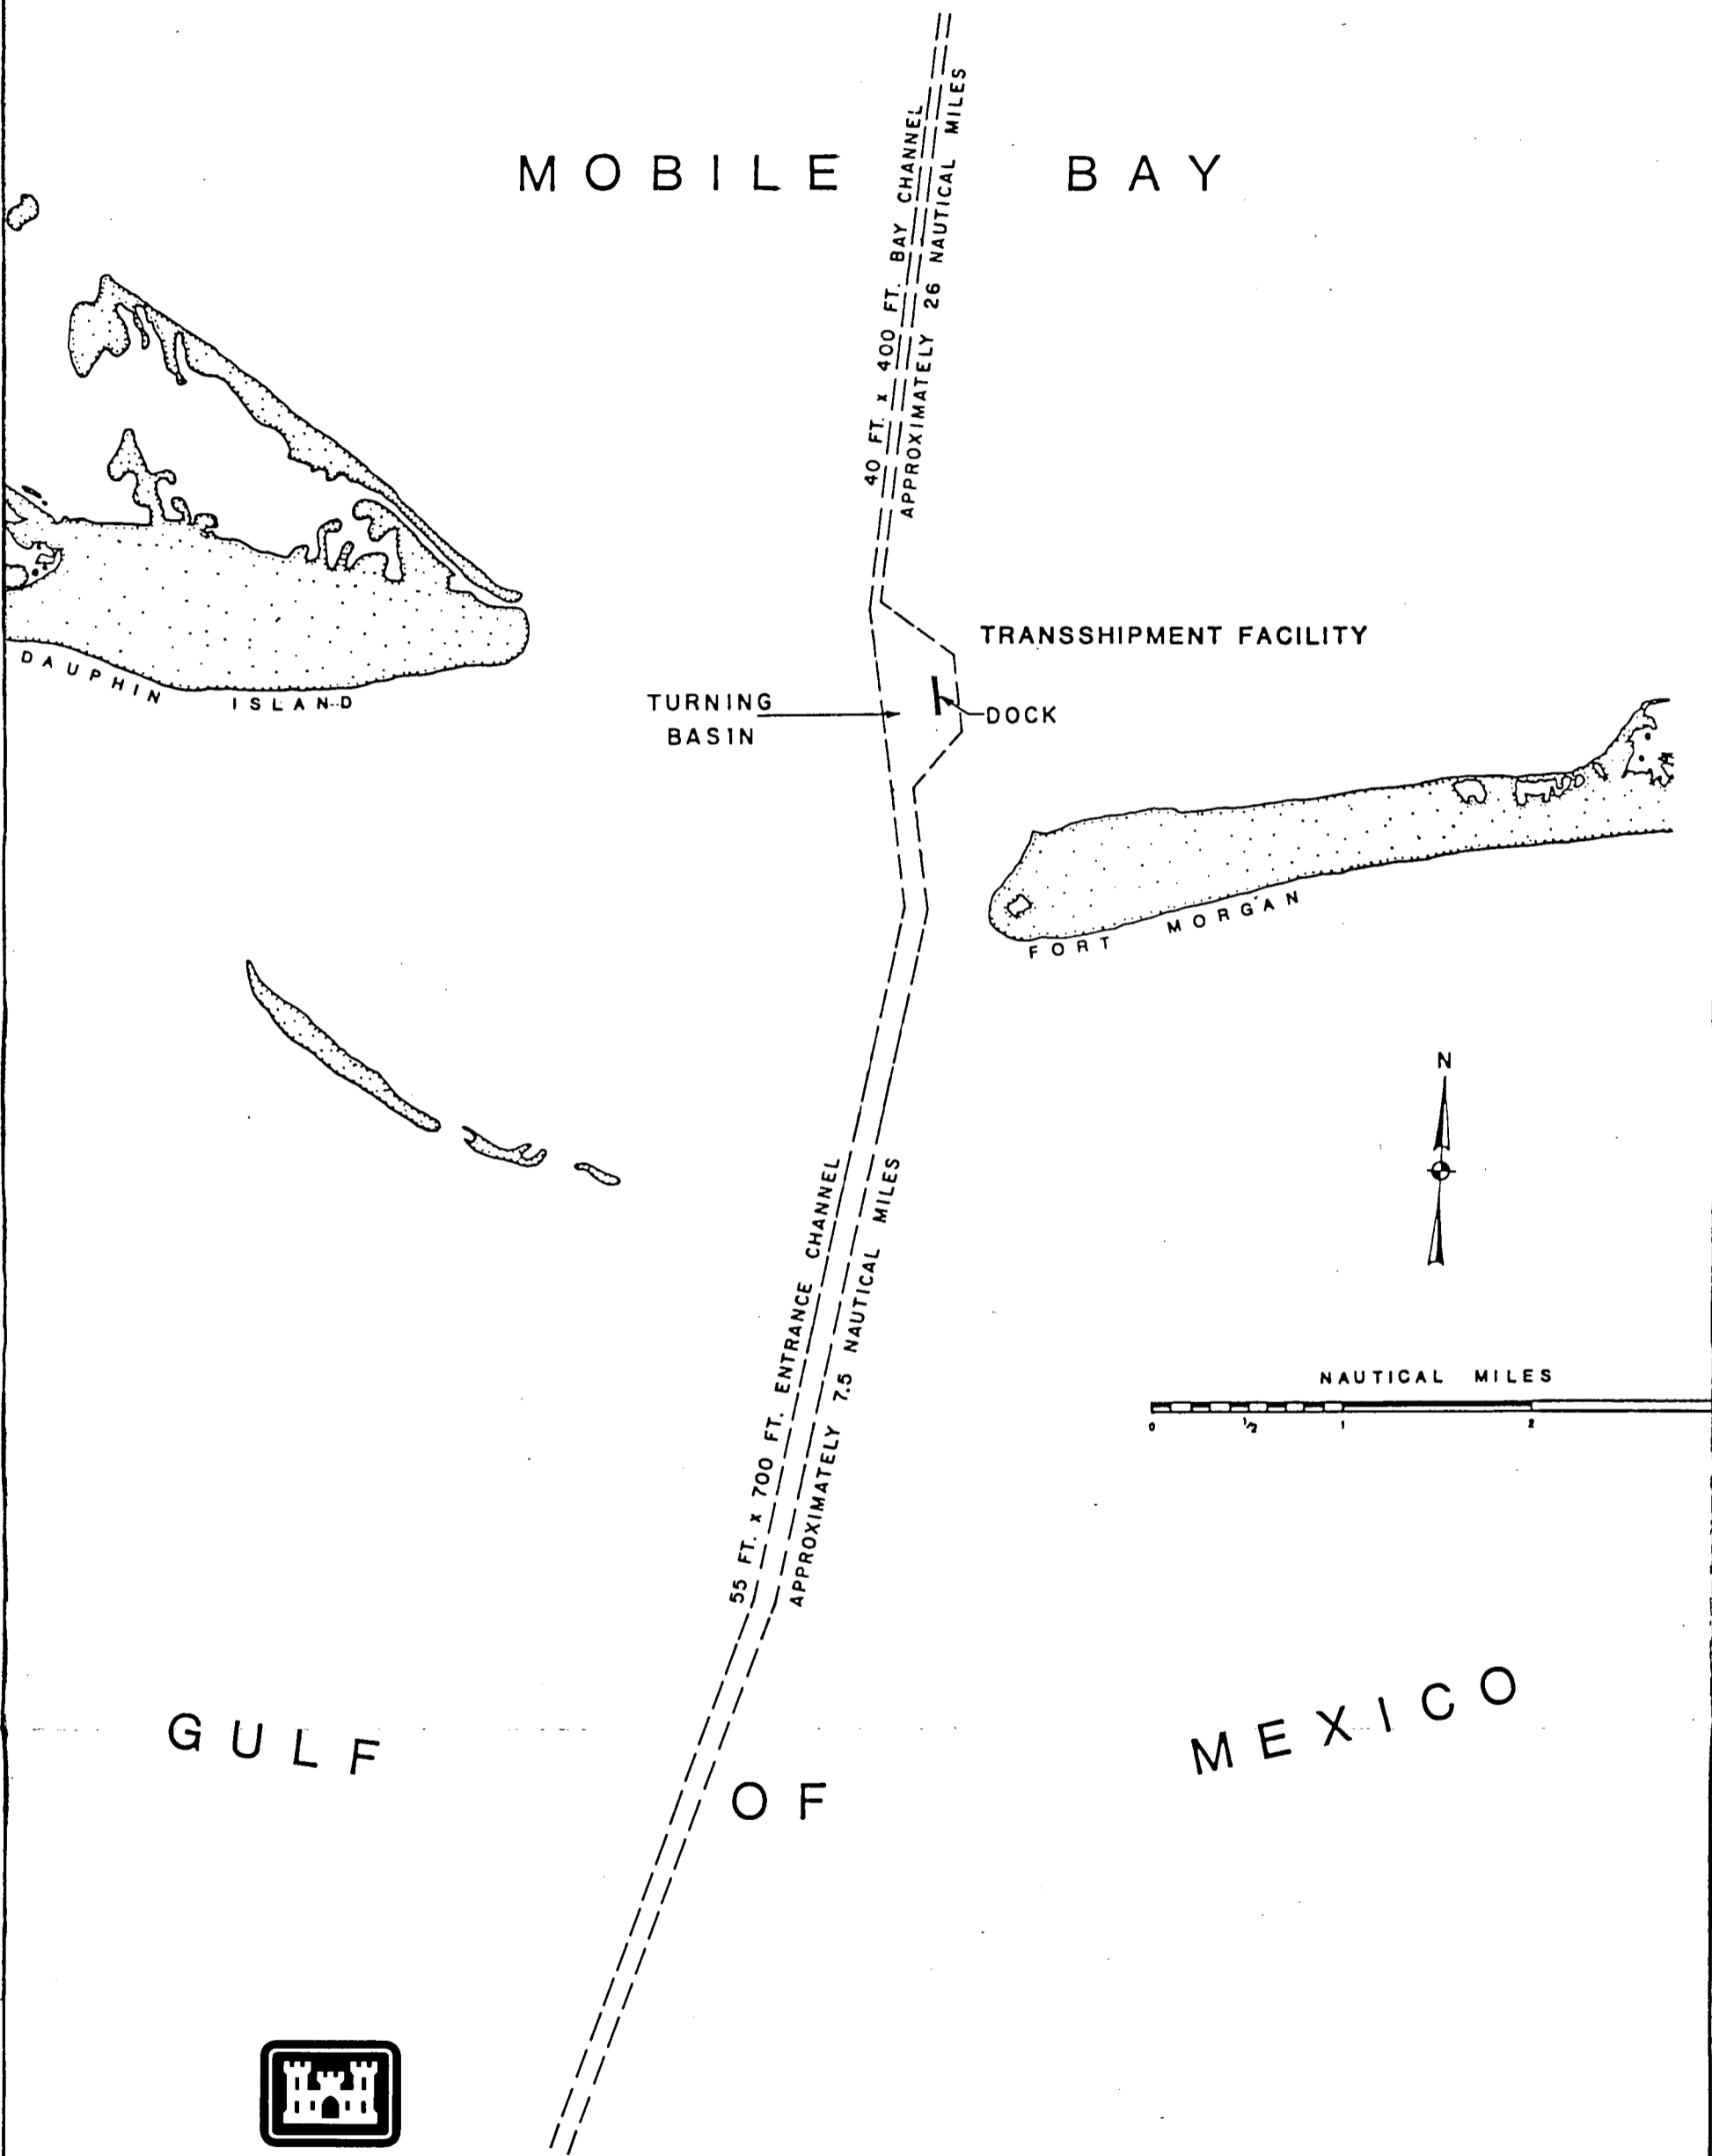 MOBILE BAY
40 FT. x 400 FT. BAY CHANNEL
APPROXIMATELY 26 NAUTICAL MILES
TRANSSHIPMENT FACILITY
DAUPHIN ISLAND
TURNING
BASIN
DOCK
FORT MORGAN
N
55 FT. x 700 FT. ENTRANCE CHANNEL
APPROXIMATELY 7.5 NAUTICAL MILES
NAUTICAL MILES
0 1/2 1 2
GULF OF MEXICO